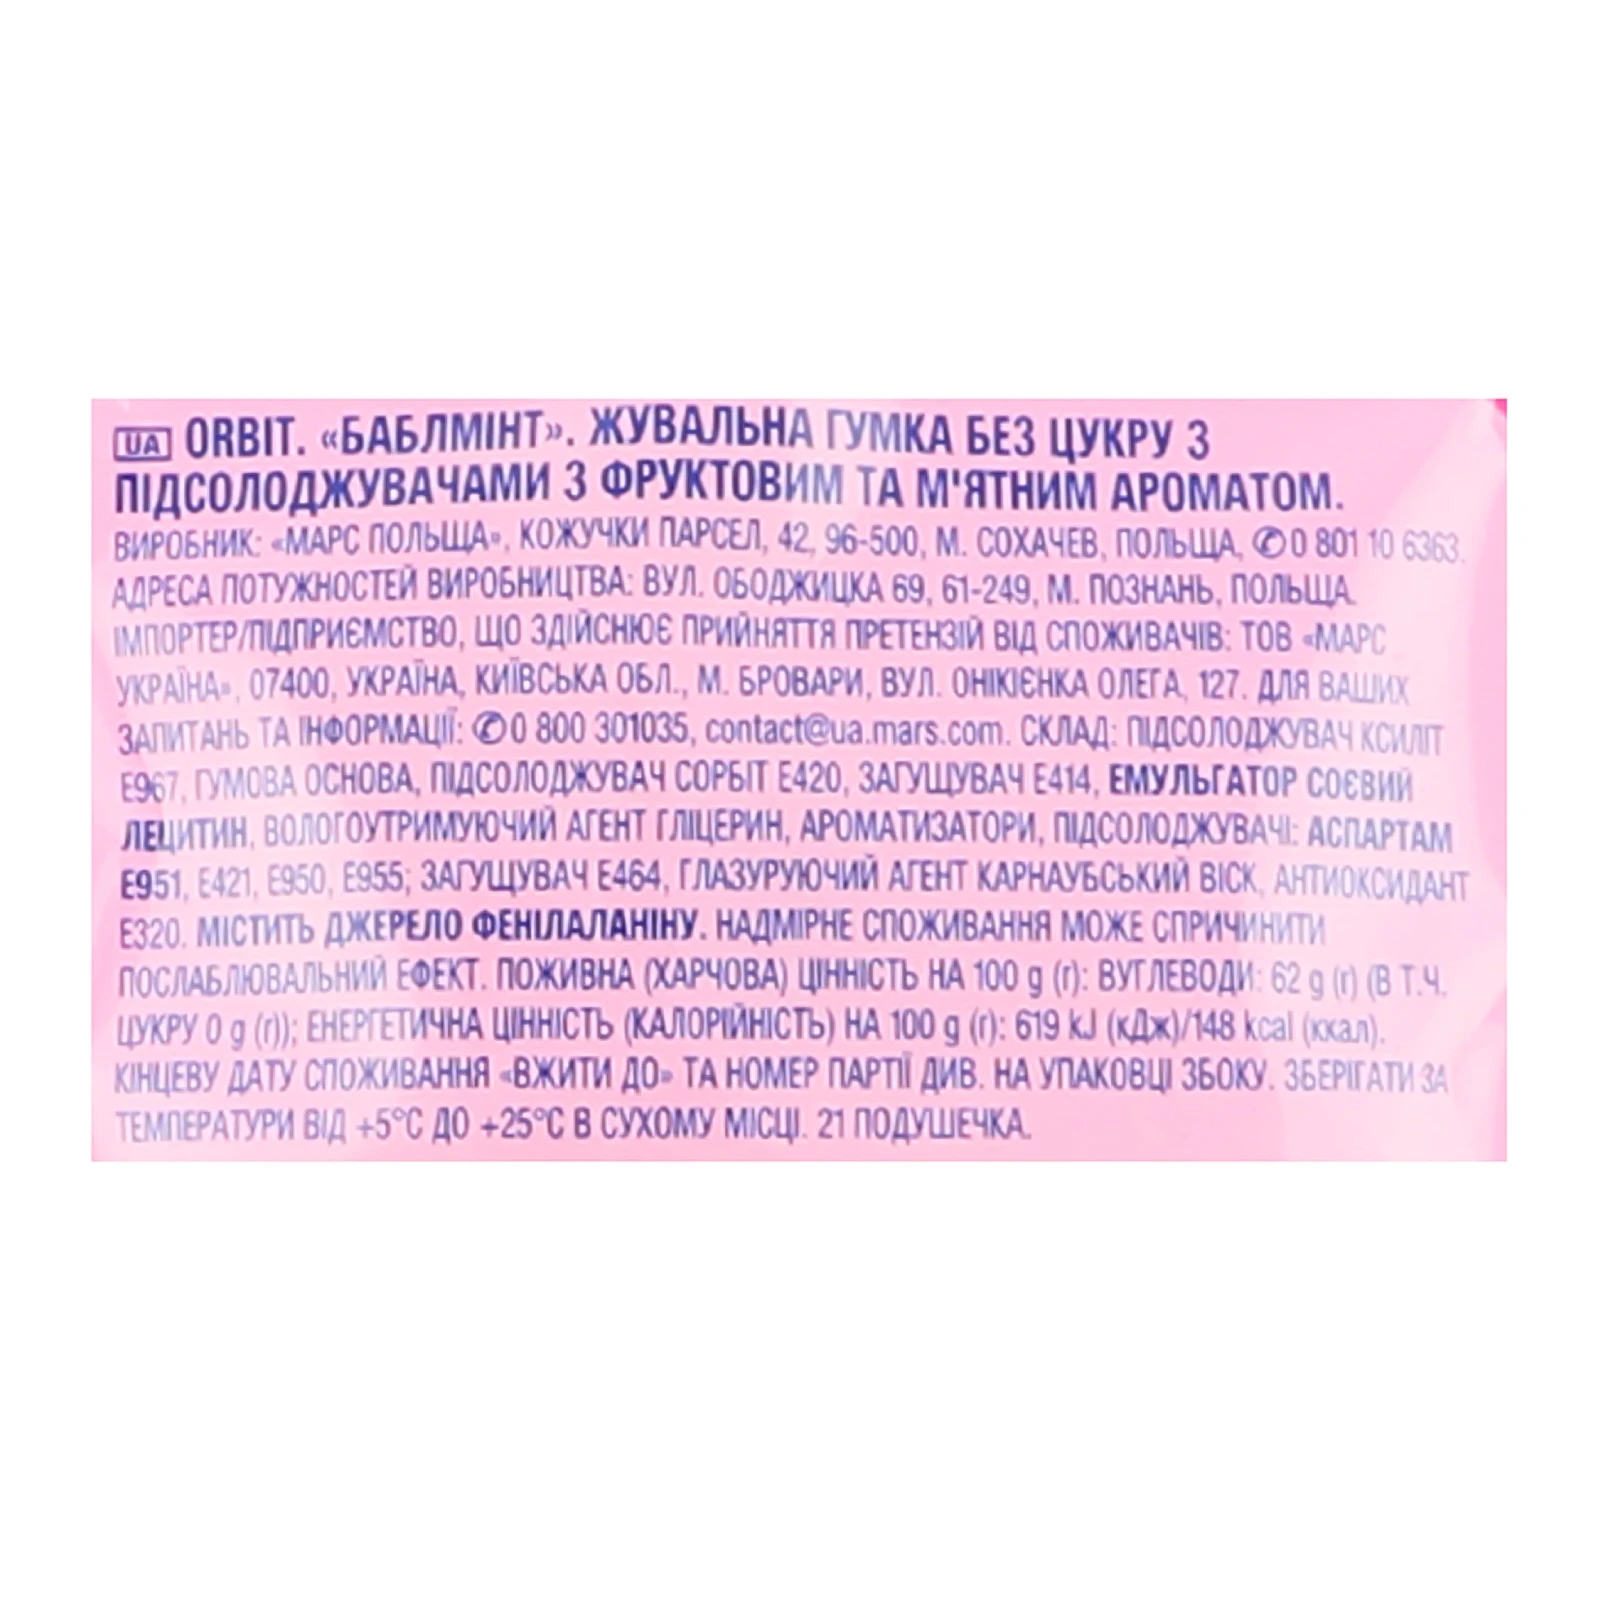 UA ORBIT. «БАБЛМІНТ». ЖУВАЛЬНА ГУМКА БЕЗ ЦУКРУ З
ПІДСОЛОДЖУВАЧАМИ З ФРУКТОВИМ ТА М'ЯТНИМ АРОМАТОМ.
ВИРОБНИК: «МАРС ПОЛЬЩА», КОЖУЧКИ ПАРСЕЛ, 42, 96-500, М. СОХАЧЕВ, ПОЛЬЩА, ✆0 801 10 6363.
АДРЕСА ПОТУЖНОСТЕЙ ВИРОБНИЦТВА: ВУЛ. ОБОДЖИЦКА 69, 61-249, М. ПОЗНАНЬ, ПОЛЬЩА.
ІМПОРТЕР/ПІДПРИЄМСТВО, ЩО ЗДІЙСНЮЄ ПРИЙНЯТТЯ ПРЕТЕНЗІЙ ВІД СПОЖИВАЧІВ: ТОВ «МАРС
УКРАЇНА», 07400, УКРАЇНА, КИЇВСЬКА ОБЛ., М. БРОВАРИ, ВУЛ. ОНІКІЄНКА ОЛЕГА, 127. ДЛЯ ВАШИХ
ЗАПИТАНЬ ТА ІНФОРМАЦІЇ: ✆0 800 301035, contact@ua.mars.com. СКЛАД: ПІДСОЛОДЖУВАЧ КСИЛІТ
Е967, ГУМОВА ОСНОВА, ПІДСОЛОДЖУВАЧ СОРБІТ Е420, ЗАГУЩУВАЧ Е414, ЕМУЛЬГАТОР СОЄВИЙ
ЛЕЦИТИН, ВОЛОГОУТРИМУЮЧИЙ АГЕНТ ГЛІЦЕРИН, АРОМАТИЗАТОРИ, ПІДСОЛОДЖУВАЧІ: АСПАРТАМ
Е951, Е421, Е950, Е955; ЗАГУЩУВАЧ Е464, ГЛАЗУРУЮЧИЙ АГЕНТ КАРНАУБСЬКИЙ ВІСК, АНТИОКСИДАНТ
Е320. МІСТИТЬ ДЖЕРЕЛО ФЕНІЛАЛАНІНУ. НАДМІРНЕ СПОЖИВАННЯ МОЖЕ СПРИЧИНИТИ
ПОСЛАБЛЮВАЛЬНИЙ ЕФЕКТ. ПОЖИВНА (ХАРЧОВА) ЦІННІСТЬ НА 100 g (г): ВУГЛЕВОДИ: 62 g (г) (В Т.Ч.
ЦУКРУ 0 g (г)); ЕНЕРГЕТИЧНА ЦІННІСТЬ (КАЛОРІЙНІСТЬ) НА 100 g (г): 619 kJ (кДж)/148 kcal (ккал).
КІНЦЕВУ ДАТУ СПОЖИВАННЯ «ВЖИТИ ДО» ТА НОМЕР ПАРТІЇ ДИВ. НА УПАКОВЦІ ЗБОКУ. ЗБЕРІГАТИ ЗА
ТЕМПЕРАТУРИ ВІД +5°C ДО +25°C В СУХОМУ МІСЦІ. 21 ПОДУШЕЧКА.